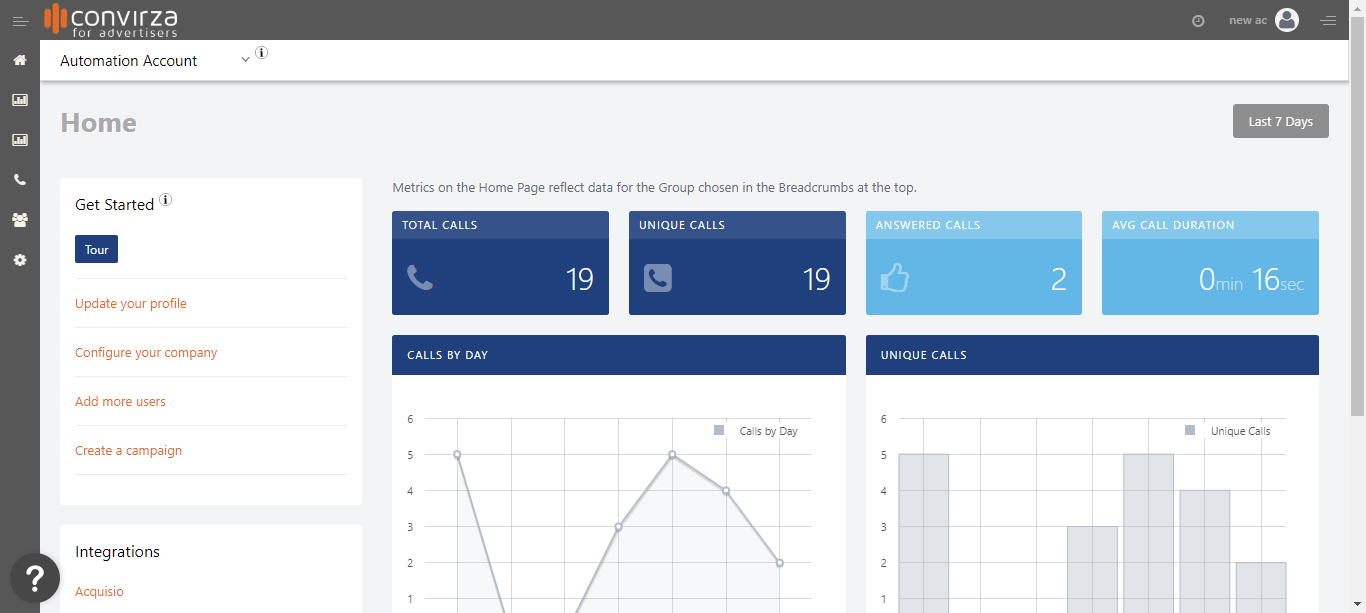 convirza
for advertisers
new ac
Automation Account
Home
Last 7 Days
Get Started
Tour
Update your profile
Configure your company
Add more users
Create a campaign
Integrations
Acquisio
?
Metrics on the Home Page reflect data for the Group chosen in the Breadcrumbs at the top.
TOTAL CALLS
19
UNIQUE CALLS
19
ANSWERED CALLS
2
AVG CALL DURATION
0min 16sec
CALLS BY DAY
Calls by Day
6
5
4
3
2
1
UNIQUE CALLS
Unique Calls
6
5
4
3
2
1